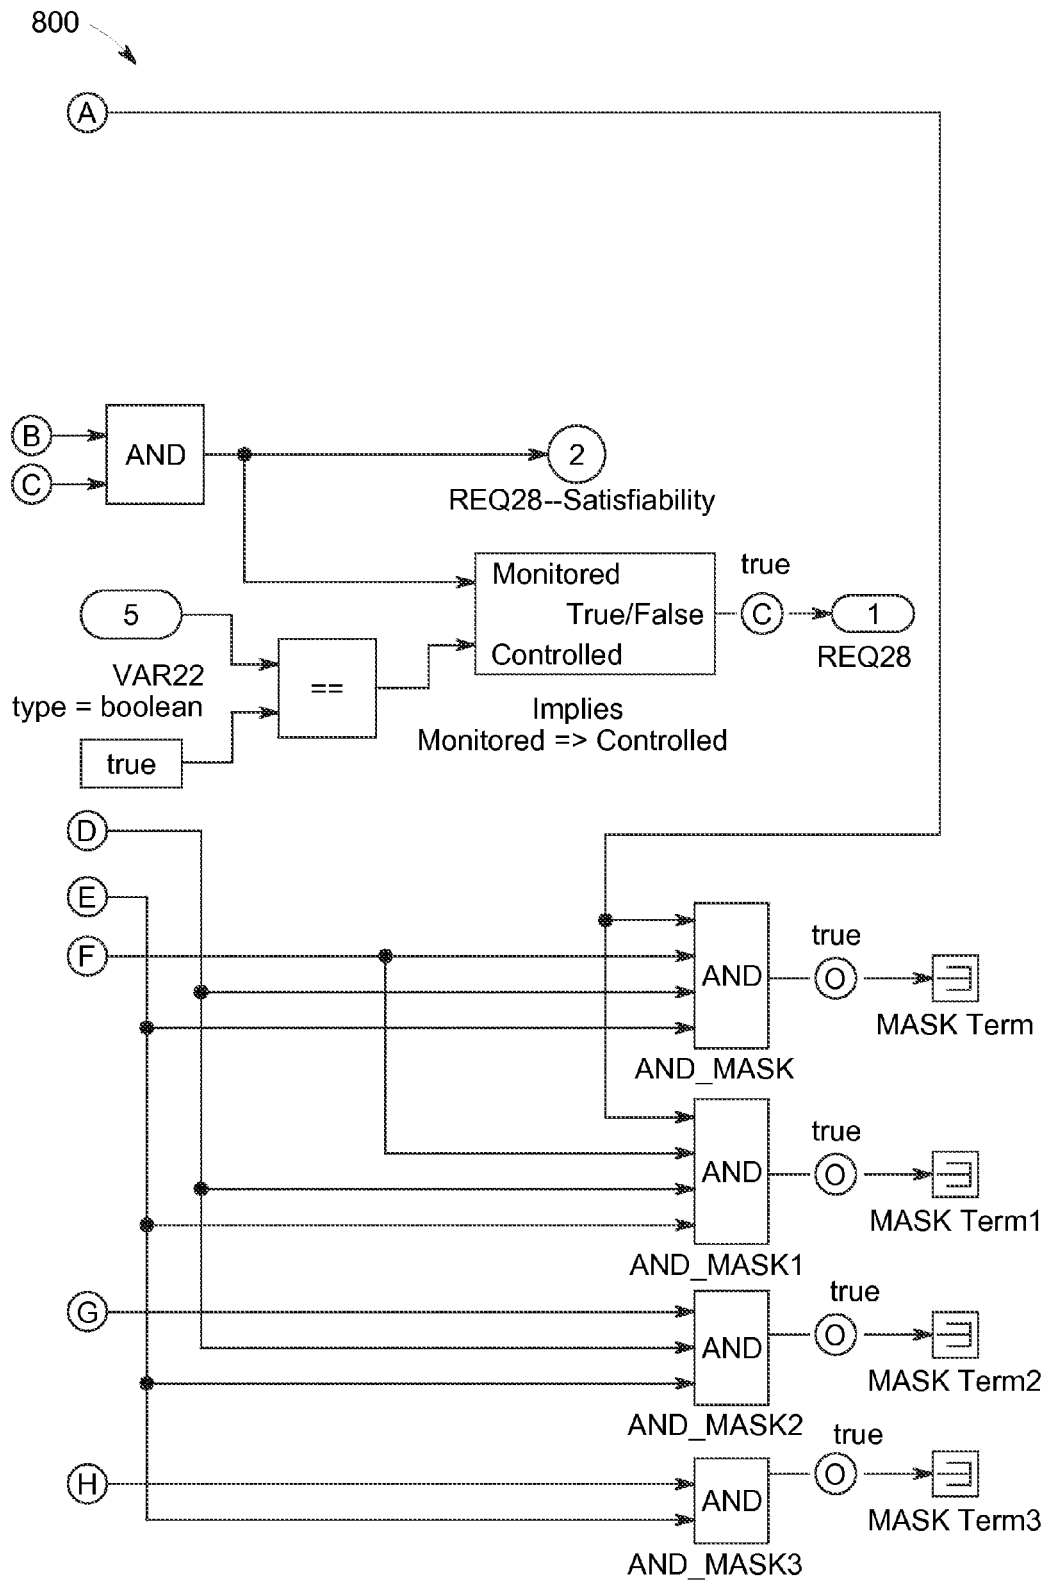 800
A
B
C
AND
2
REQ28--Satisfiability
Monitored
True/False
Controlled
true
C
1
REQ28
5
VAR22
type = boolean
==
true
Implies
Monitored => Controlled
D
E
F
AND
true
O
MASK Term
AND_MASK
AND
true
O
MASK Term1
AND_MASK1
G
AND
true
O
MASK Term2
AND_MASK2
H
AND
true
O
MASK Term3
AND_MASK3